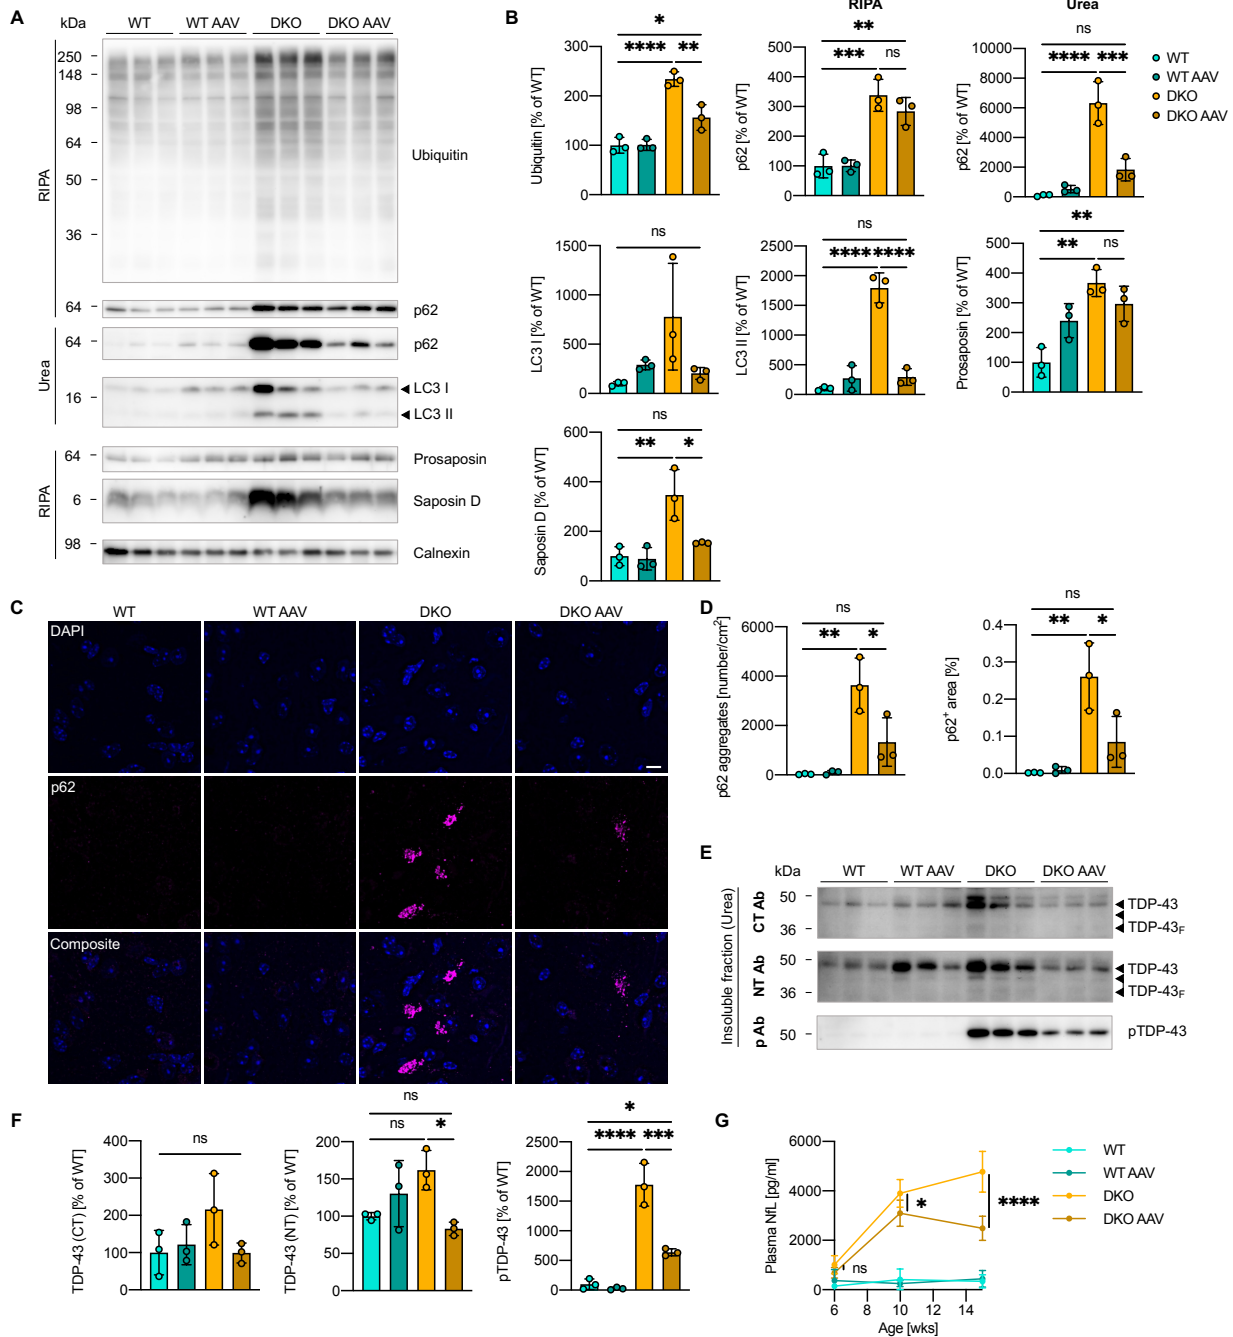 A
kDa
WT
WT AAV
DKO
DKO AAV
RIPA
250
148
98
64
50
36
Ubiquitin
64
p62
Urea
64
p62
LC3 I
16
LC3 II
RIPA
64
Prosaposin
6
Saposin D
98
Calnexin
B
Ubiquitin [% of WT]
300
200
100
0
*
****
**
RIPA
p62 [% of WT]
500
400
300
200
100
0
**
***
ns
Urea
p62 [% of WT]
10000
8000
6000
4000
2000
0
ns
****
***
WT
WT AAV
DKO
DKO AAV
LC3 I [% of WT]
1500
1000
500
0
ns
LC3 II [% of WT]
2500
2000
1500
1000
500
0
ns
****
****
Prosaposin [% of WT]
500
400
300
200
100
0
**
**
ns
Saposin D [% of WT]
600
400
200
0
ns
**
*
C
WT
WT AAV
DKO
DKO AAV
DAPI
p62
Composite
D
p62 aggregates [number/cm²]
6000
4000
2000
0
ns
**
*
p62⁺ area [%]
0.4
0.3
0.2
0.1
0.0
ns
**
*
E
kDa
WT
WT AAV
DKO
DKO AAV
Insoluble fraction (Urea)
CT Ab
50
36
TDP-43
TDP-43F
NT Ab
50
36
TDP-43
TDP-43F
p Ab
50
pTDP-43
F
TDP-43 (CT) [% of WT]
400
300
200
100
0
ns
TDP-43 (NT) [% of WT]
200
150
100
50
0
ns
ns
*
pTDP-43 [% of WT]
2500
2000
1500
1000
500
0
*
****
***
G
Plasma NfL [pg/ml]
6000
4000
2000
0
ns
*
****
6
8
10
12
14
Age [wks]
WT
WT AAV
DKO
DKO AAV